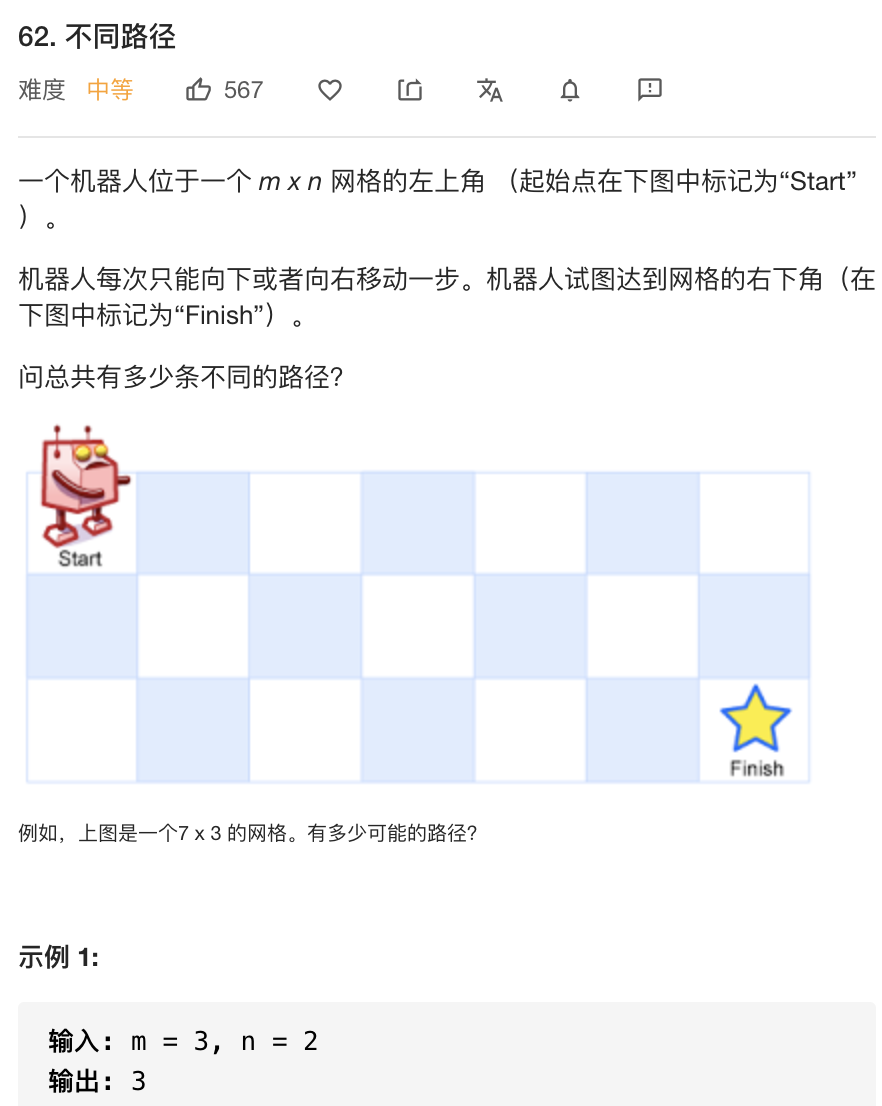 62. 不同路径
难度 中等 567
一个机器人位于一个 m x n 网格的左上角 （起始点在下图中标记为“Start”
）。
机器人每次只能向下或者向右移动一步。机器人试图达到网格的右下角（在
下图中标记为“Finish”）。
问总共有多少条不同的路径？
Start
Finish
例如，上图是一个7 x 3 的网格。有多少可能的路径？
示例 1:
输入: m = 3, n = 2
输出: 3